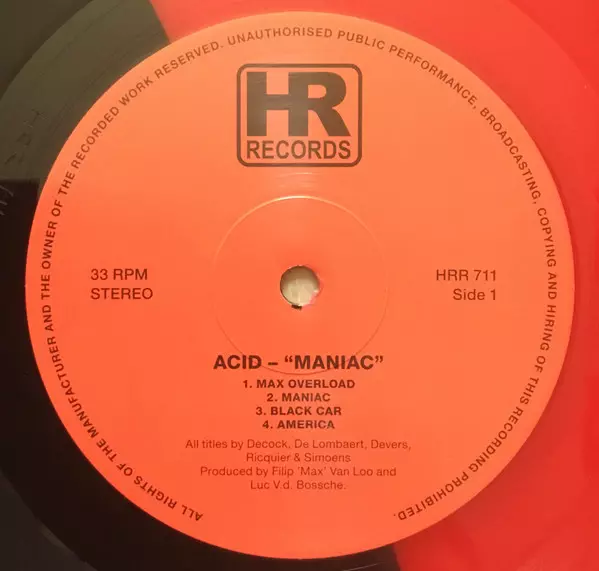 ALL RIGHTS OF THE MANUFACTURER AND THE OWNER OF THE RECORDED WORK RESERVED. UNAUTHORISED PUBLIC PERFORMANCE, BROADCASTING, COPYING AND HIRING OF THIS RECORDING PROHIBITED.
HR
RECORDS
33 RPM
STEREO
HRR 711
Side 1
ACID – “MANIAC”
1. MAX OVERLOAD
2. MANIAC
3. BLACK CAR
4. AMERICA
All titles by Decock, De Lombaert, Devers,
Ricquier & Simoens
Produced by Filip 'Max' Van Loo and
Luc V.d. Bossche.